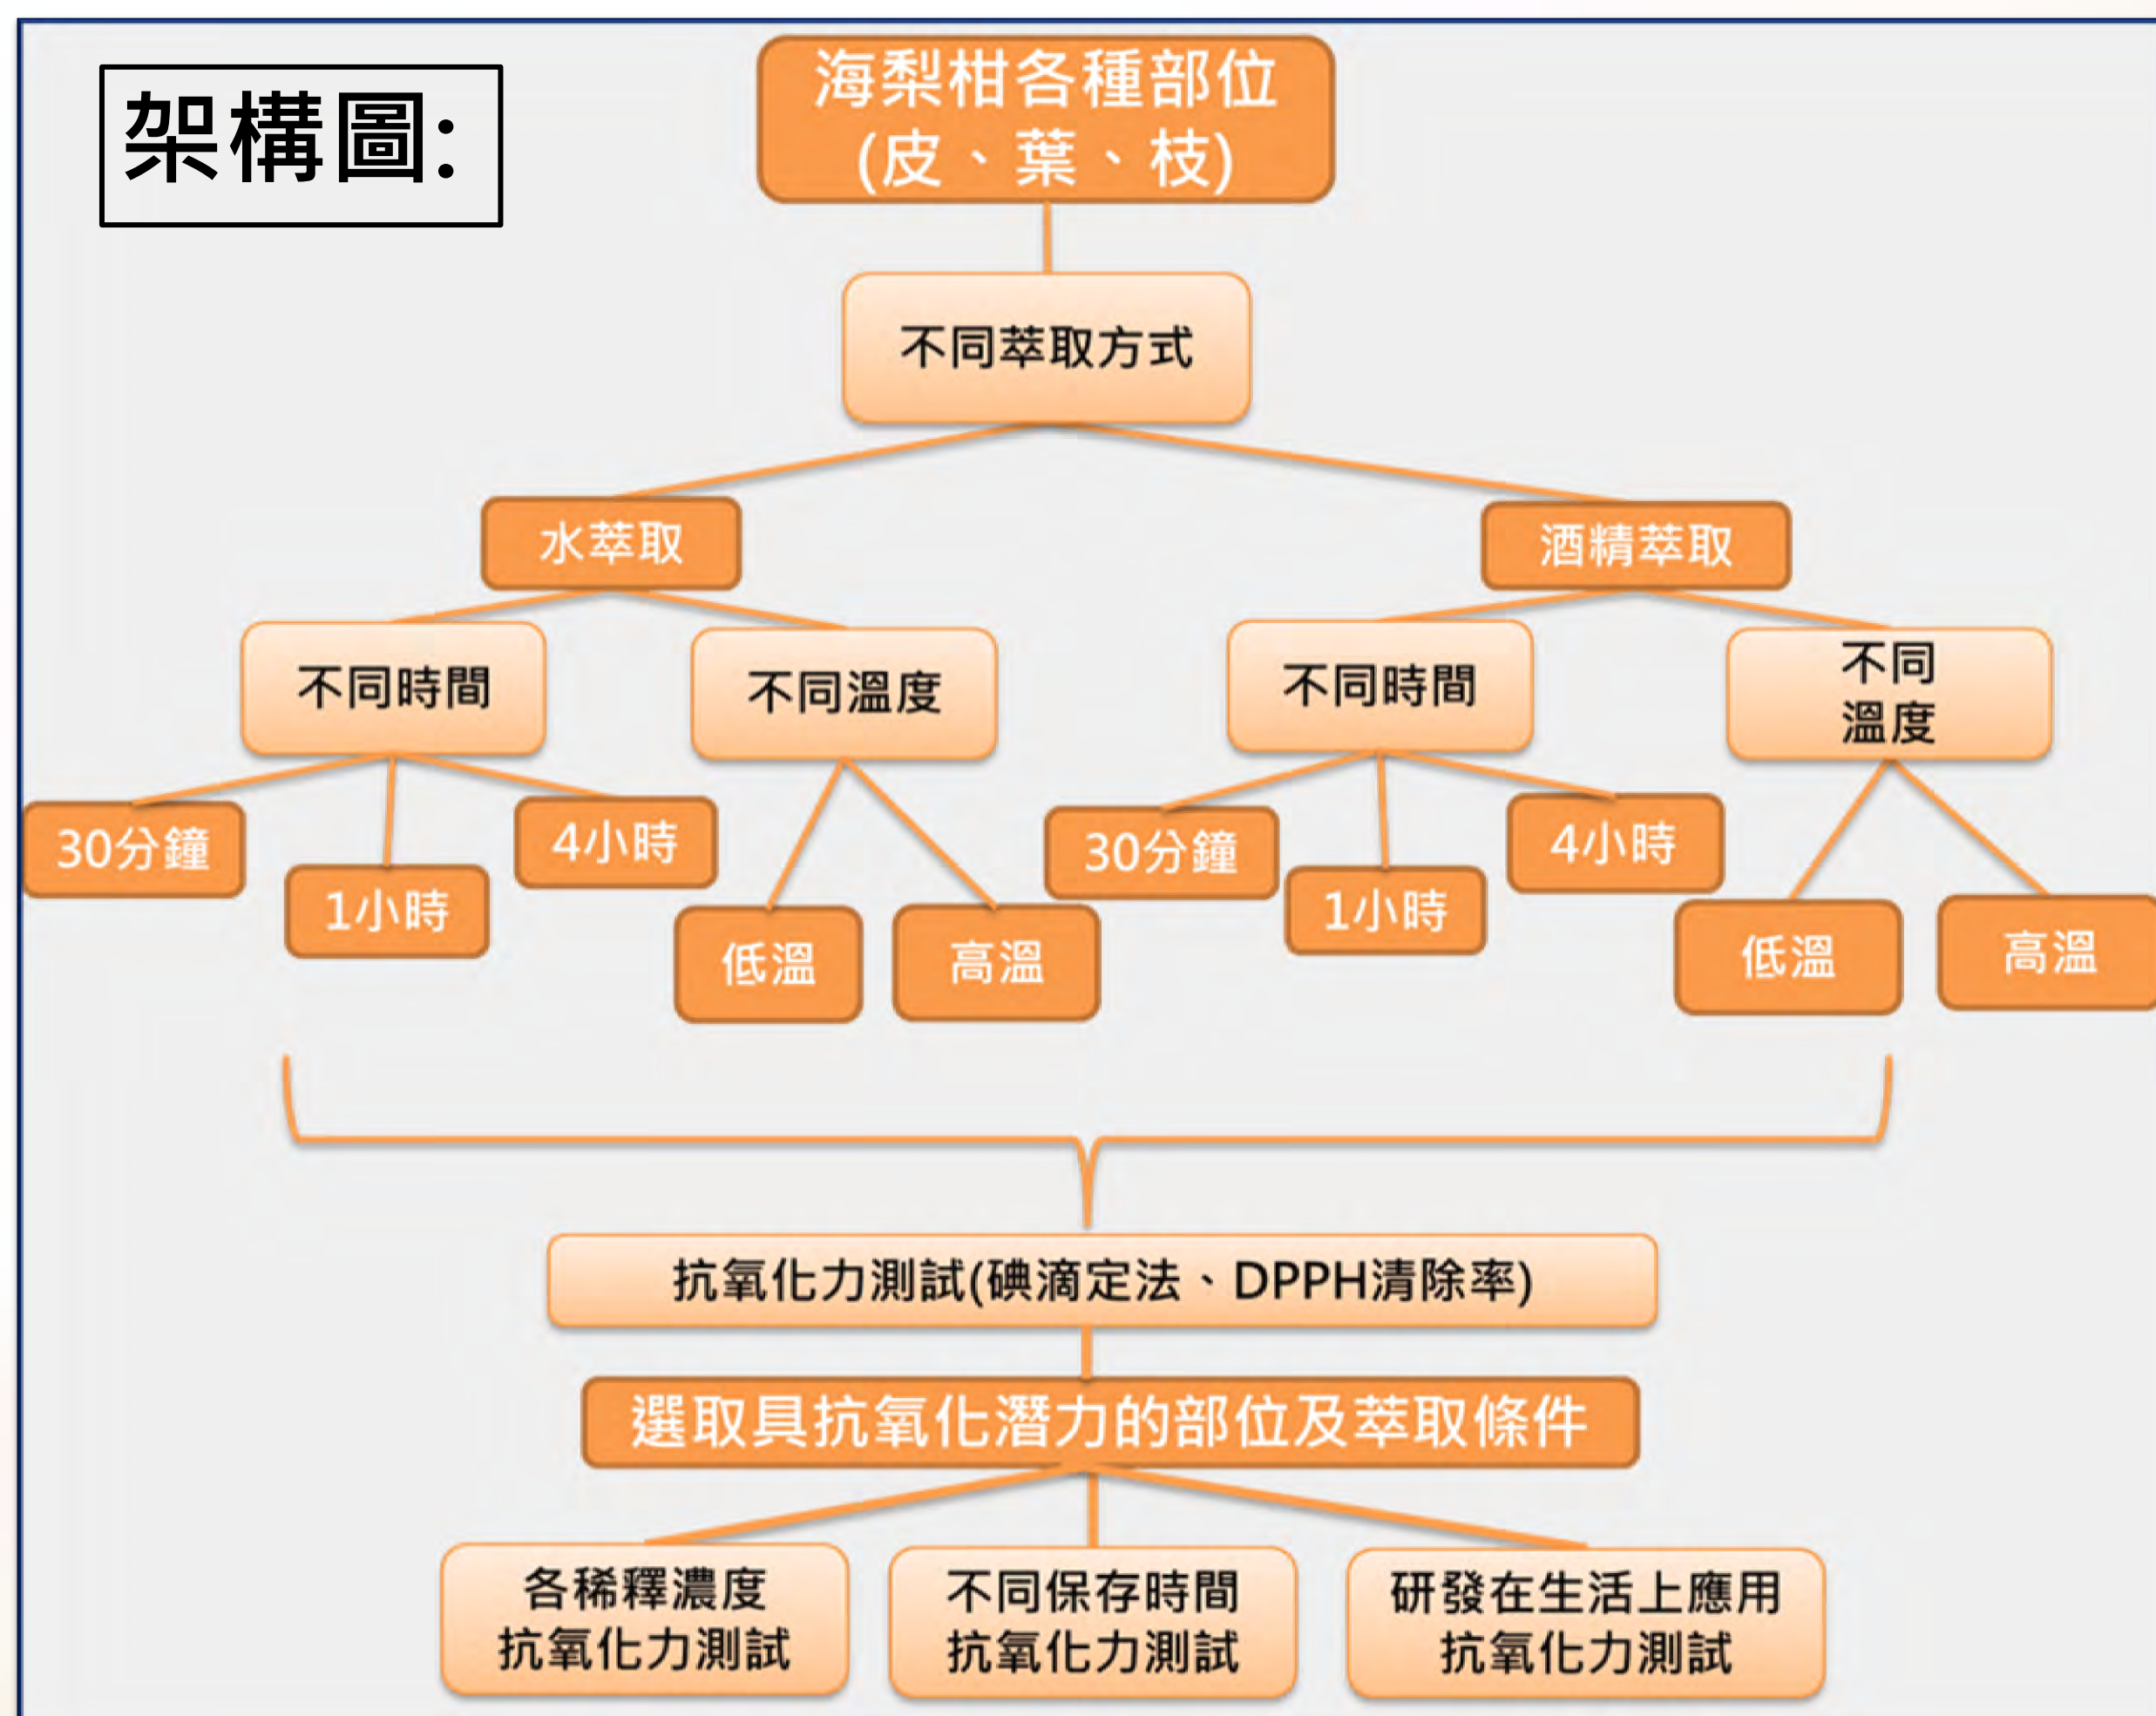 架構圖:
海梨柑各種部位
(皮、葉、枝)
不同萃取方式
水萃取
酒精萃取
不同時間
不同溫度
不同時間
不同
溫度
30分鐘
1小時
4小時
低溫
高溫
30分鐘
1小時
4小時
低溫
高溫
抗氧化力測試(碘滴定法、DPPH清除率)
選取具抗氧化潛力的部位及萃取條件
各稀釋濃度
抗氧化力測試
不同保存時間
抗氧化力測試
研發在生活上應用
抗氧化力測試